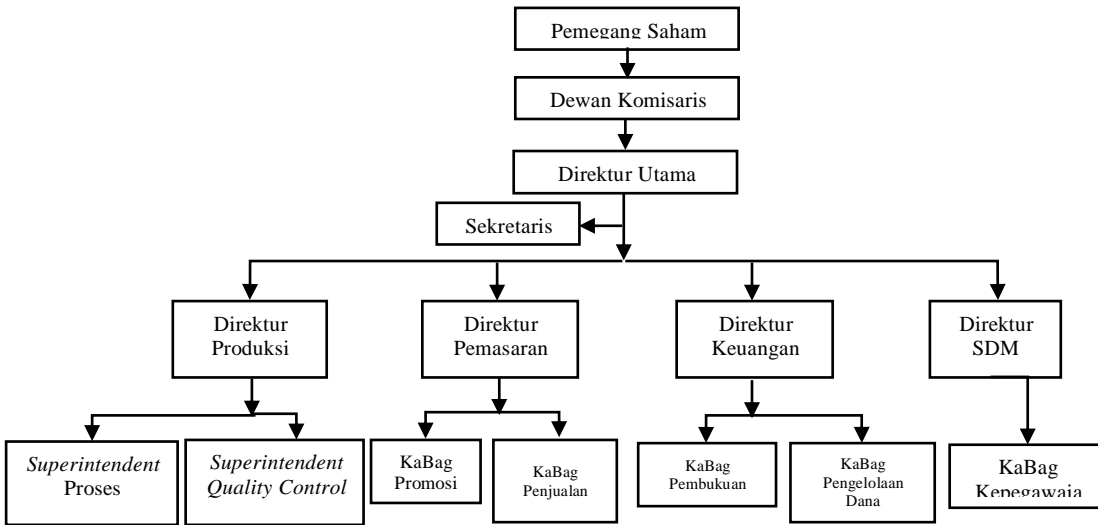 Pemegang Saham
Dewan Komisaris
Direktur Utama
Sekretaris
Direktur
Produksi
Direktur
Pemasaran
Direktur
Keuangan
Direktur
SDM
Superintendent
Proses
Superintendent
Quality Control
KaBag
Promosi
KaBag
Penjualan
KaBag
Pembukuan
KaBag
Pengelolaan
Dana
KaBag
Kepegawaia